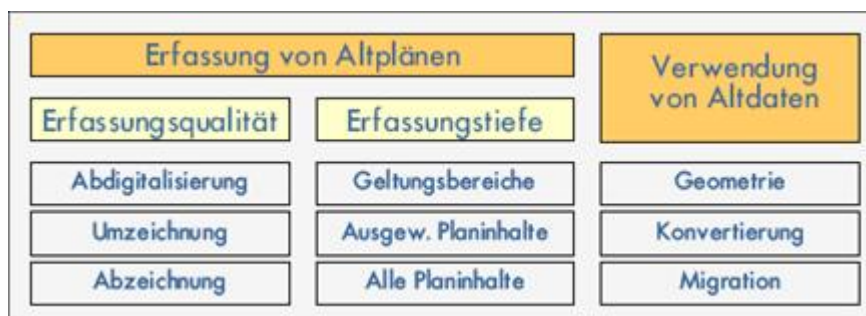 Erfassung von Altplänen
Verwendung
von Altdaten
Erfassungsqualität
Erfassungstiefe
Abdigitalisierung
Geltungsbereiche
Geometrie
Umzeichnung
Ausgew. Planinhalte
Konvertierung
Abzeichnung
Alle Planinhalte
Migration